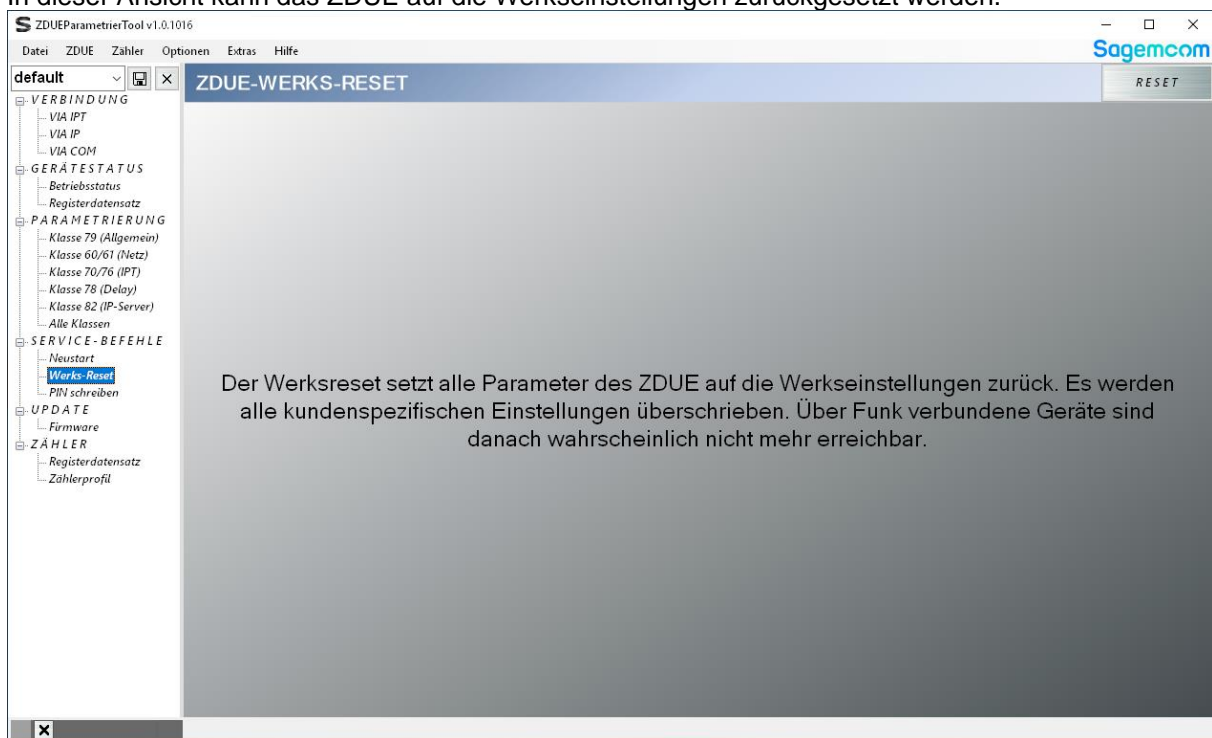 In dieser Ansicht kann das ZDUE auf die Werkseinstellungen zurückgesetzt werden.
ZDUEParametrierTool v1.0.1016
Datei ZDUE Zähler Optionen Extras Hilfe
Sagemcom
default
ZDUE-WERKS-RESET
RESET
VERBINDUNG
VIA IPT
VIA IP
VIA COM
GERÄTESTATUS
Betriebsstatus
Registerdatensatz
PARAMETRIERUNG
Klasse 79 (Allgemein)
Klasse 60/61 (Netz)
Klasse 70/76 (IPT)
Klasse 78 (Delay)
Klasse 82 (IP-Server)
Alle Klassen
SERVICE-BEFEHLE
Neustart
Werks-Reset
PIN schreiben
UPDATE
Firmware
ZÄHLER
Registerdatensatz
Zählerprofil
Der Werksreset setzt alle Parameter des ZDUE auf die Werkseinstellungen zurück. Es werden
alle kundenspezifischen Einstellungen überschrieben. Über Funk verbundene Geräte sind
danach wahrscheinlich nicht mehr erreichbar.